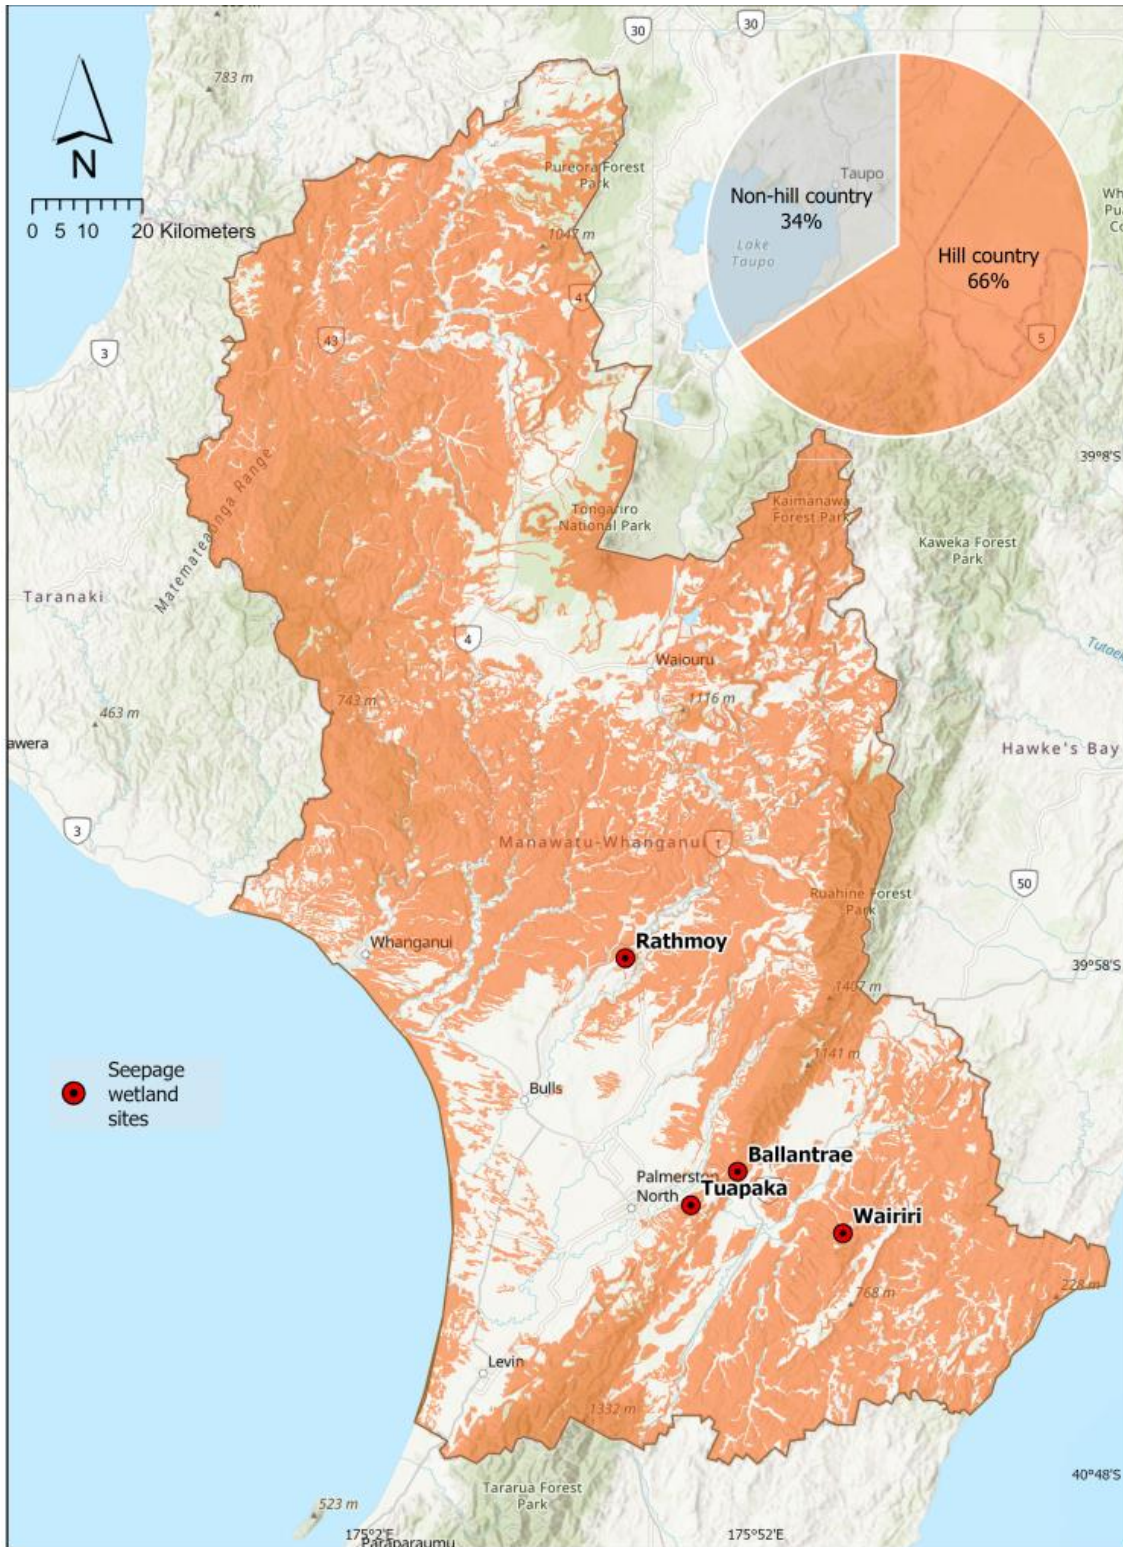 30
30
783 m
N
0 5 10 20 Kilometers
Pureora Forest
Park
Taupo
Non-hill country
34%
Lake
Taupo
Hill country
66%
1047 m
41
43
5
3
39°8'S
Matemateaonga Range
Tongariro
National Park
Kaimanawa
Forest Park
Kaweka Forest
Park
Taranaki
4
Waiouru
743 m
1116 m
463 m
Hawke's Bay
awera
3
Manawatu-Whanganui
1
50
Ruahine Forest
Park
Whanganui
Rathmoy
39°58'S
1407 m
1141 m
Seepage
wetland
sites
Bulls
Ballantrae
Palmerston
North
Tuapaka
Wairiri
768 m
228 m
Levin
1332 m
40°48'S
Tararua Forest
Park
523 m
175°2'E
175°52'E
Paraparaumu